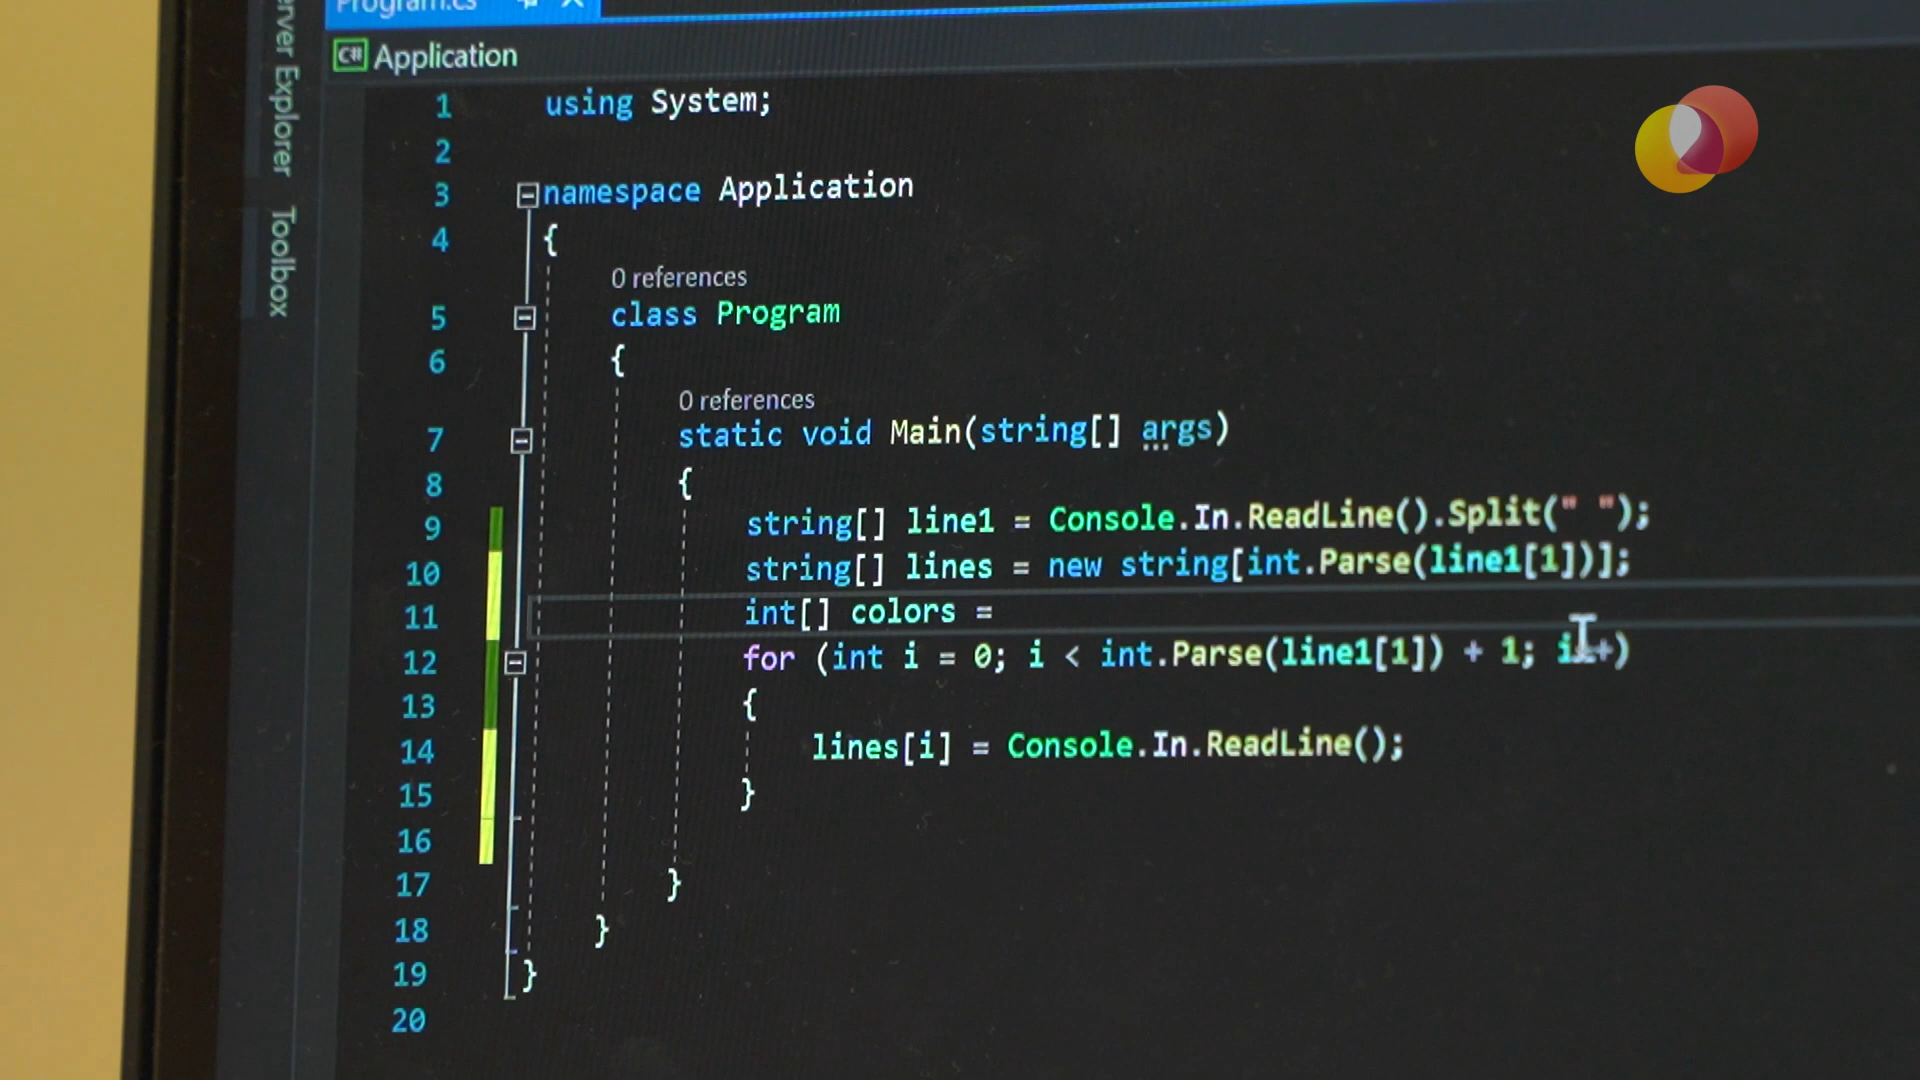 Program.cs
C# Application
Explorer
Toolbox
1 using System;
2
3 namespace Application
4 {
0 references
5 class Program
6 {
0 references
7 static void Main(string[] args)
8 {
9 string[] line1 = Console.In.ReadLine().Split(" ");
10 string[] lines = new string[int.Parse(line1[1])];
11 int[] colors =
12 for (int i = 0; i < int.Parse(line1[1]) + 1; i++)
13 {
14 lines[i] = Console.In.ReadLine();
15 }
16
17 }
18 }
19 }
20